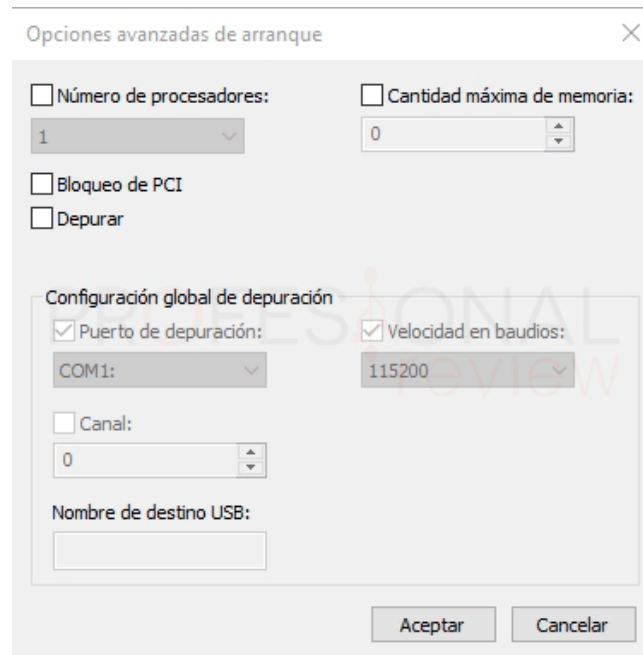 Opciones avanzadas de arranque
Número de procesadores:
Cantidad máxima de memoria:
1
0
Bloqueo de PCI
Depurar
Configuración global de depuración
PROFESIONAL
review
Puerto de depuración:
Velocidad en baudios:
COM1:
115200
Canal:
0
Nombre de destino USB:
Aceptar
Cancelar